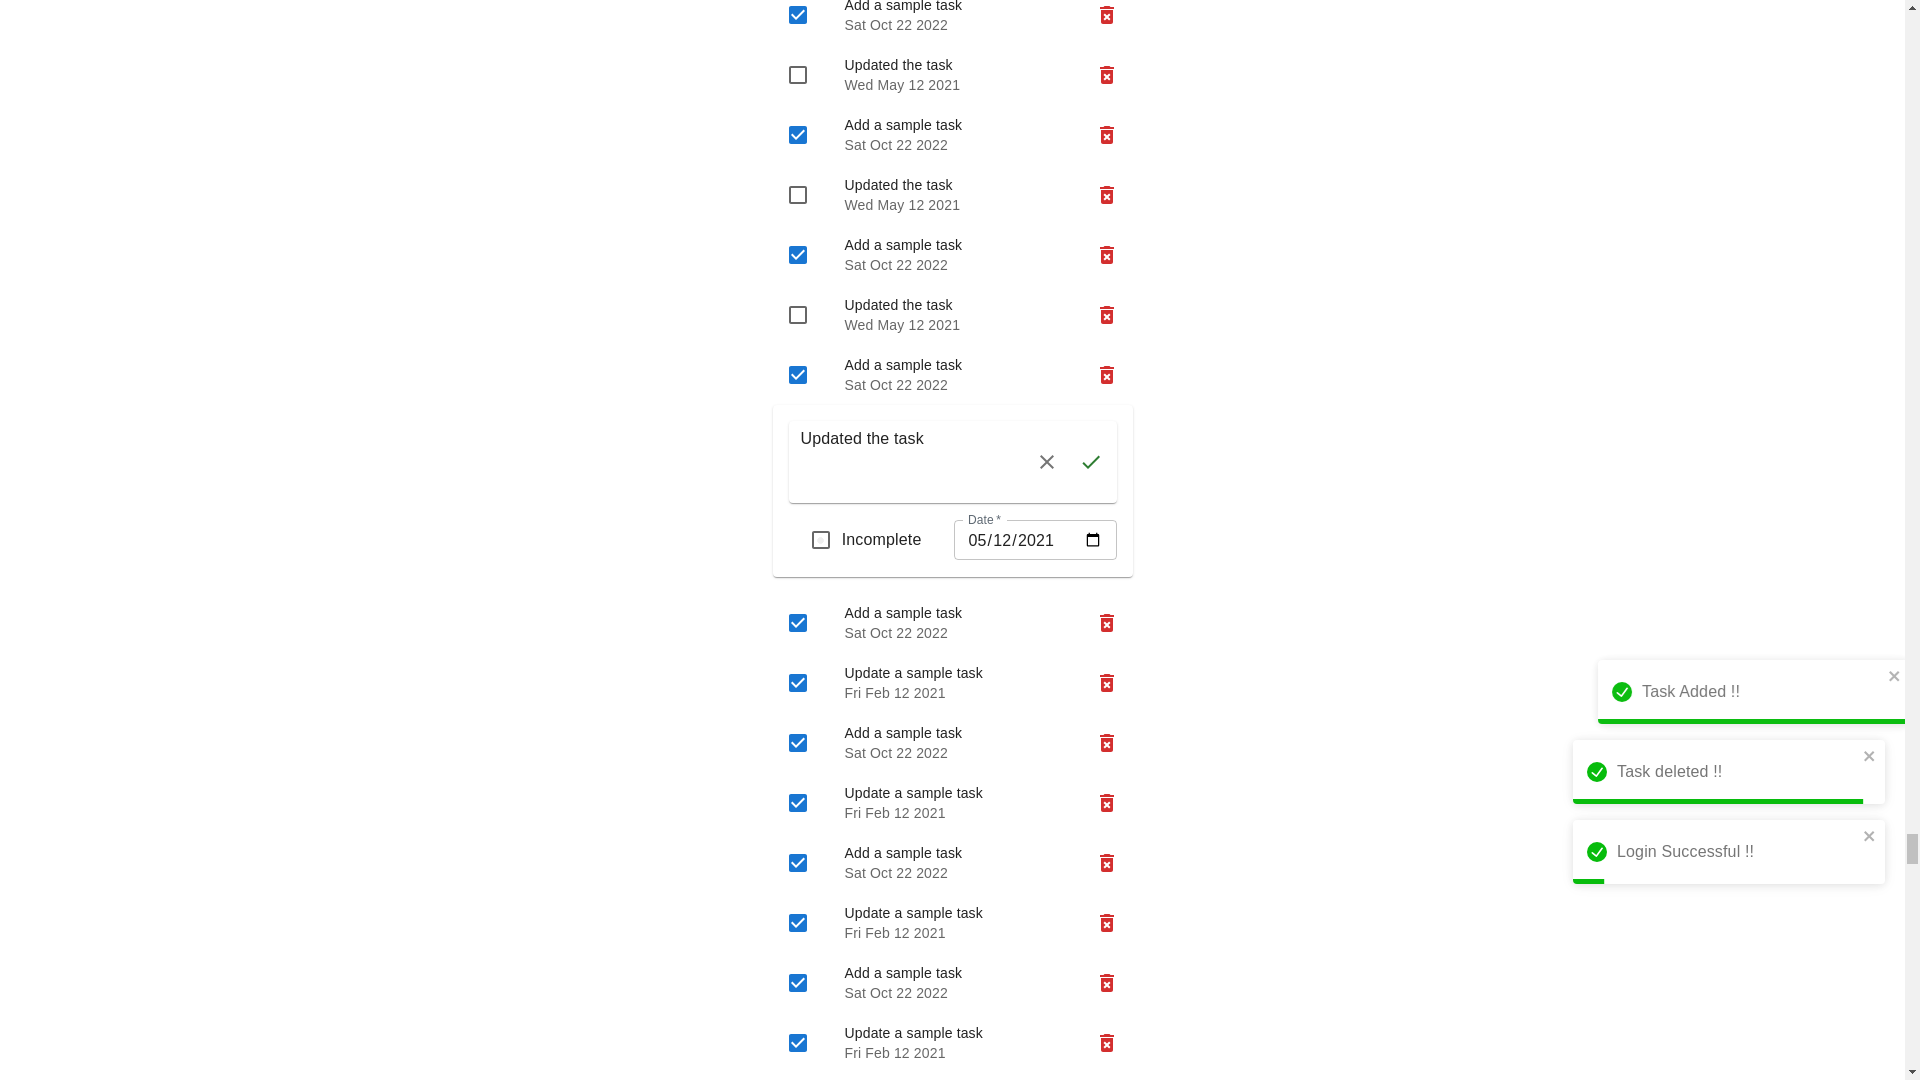 Add a sample task
Sat Oct 22 2022
Updated the task
Wed May 12 2021
Add a sample task
Sat Oct 22 2022
Updated the task
Wed May 12 2021
Add a sample task
Sat Oct 22 2022
Updated the task
Wed May 12 2021
Add a sample task
Sat Oct 22 2022
Updated the task
Incomplete
Date *
05/12/2021
Add a sample task
Sat Oct 22 2022
Update a sample task
Fri Feb 12 2021
Add a sample task
Sat Oct 22 2022
Update a sample task
Fri Feb 12 2021
Add a sample task
Sat Oct 22 2022
Update a sample task
Fri Feb 12 2021
Add a sample task
Sat Oct 22 2022
Update a sample task
Fri Feb 12 2021
Task Added !!
Task deleted !!
Login Successful !!